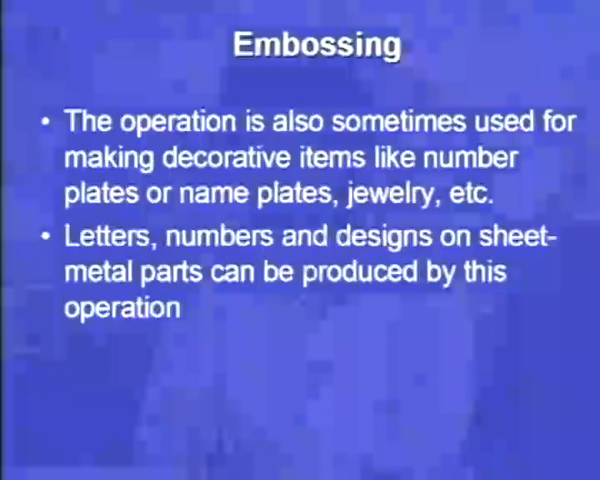 Embossing
• The operation is also sometimes used for
making decorative items like number
plates or name plates, jewelry, etc.
• Letters, numbers and designs on sheet-
metal parts can be produced by this
operation